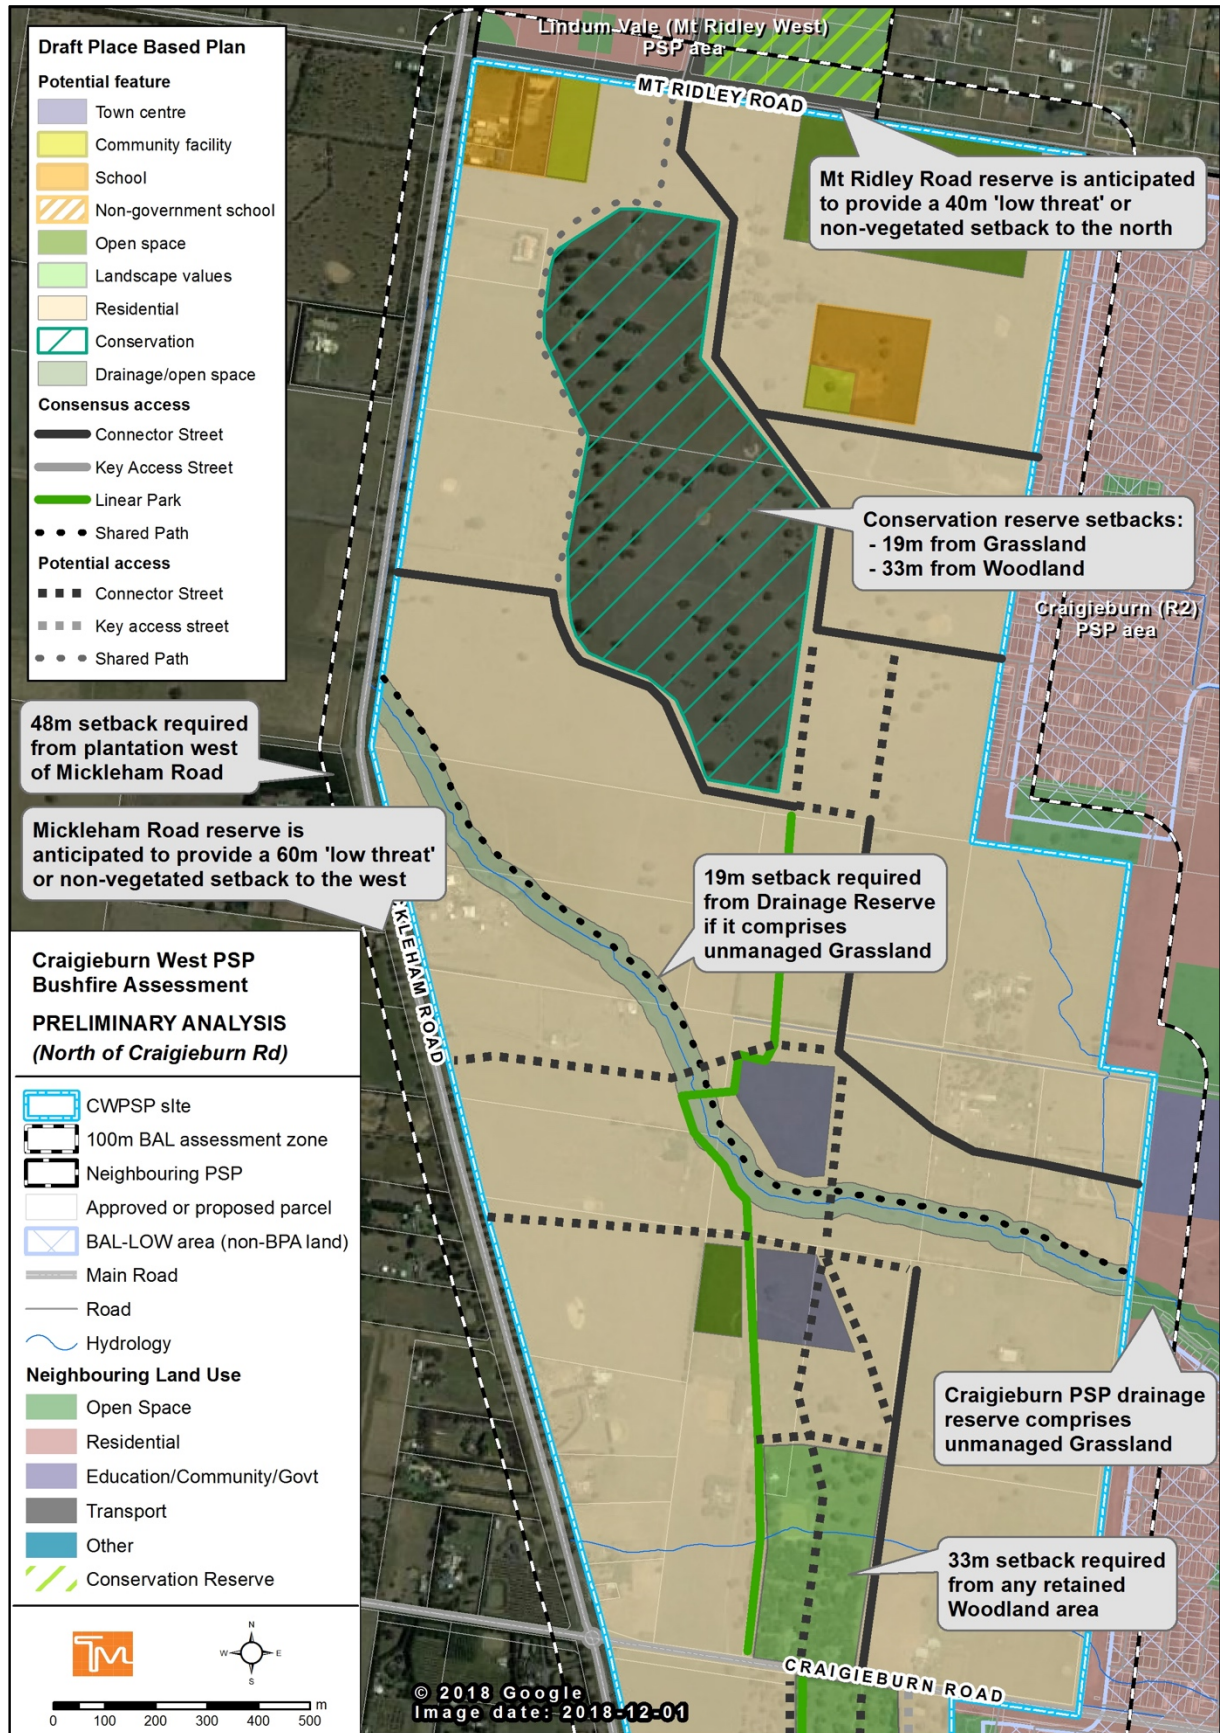 Draft Place Based Plan
Potential feature
Town centre
Community facility
School
Non-government school
Open space
Landscape values
Residential
Conservation
Drainage/open space
Consensus access
Connector Street
Key Access Street
Linear Park
Shared Path
Potential access
Connector Street
Key access street
Shared Path
Lindum Vale (Mt Ridley West)
PSP aea
MT RIDLEY ROAD
Mt Ridley Road reserve is anticipated
to provide a 40m 'low threat' or
non-vegetated setback to the north
Conservation reserve setbacks:
- 19m from Grassland
- 33m from Woodland
Craigieburn (R2)
PSP aea
48m setback required
from plantation west
of Mickleham Road
Mickleham Road reserve is
anticipated to provide a 60m 'low threat'
or non-vegetated setback to the west
19m setback required
from Drainage Reserve
if it comprises
unmanaged Grassland
CKLEHAM ROAD
Craigieburn West PSP
Bushfire Assessment
PRELIMINARY ANALYSIS
(North of Craigieburn Rd)
CWPSP sIte
100m BAL assessment zone
Neighbouring PSP
Approved or proposed parcel
BAL-LOW area (non-BPA land)
Main Road
Road
Hydrology
Neighbouring Land Use
Open Space
Residential
Education/Community/Govt
Transport
Other
Conservation Reserve
Craigieburn PSP drainage
reserve comprises
unmanaged Grassland
33m setback required
from any retained
Woodland area
CRAIGIEBURN ROAD
TML
N
W E
S
m
0 100 200 300 400 500
© 2018 Google
Image date: 2018-12-01